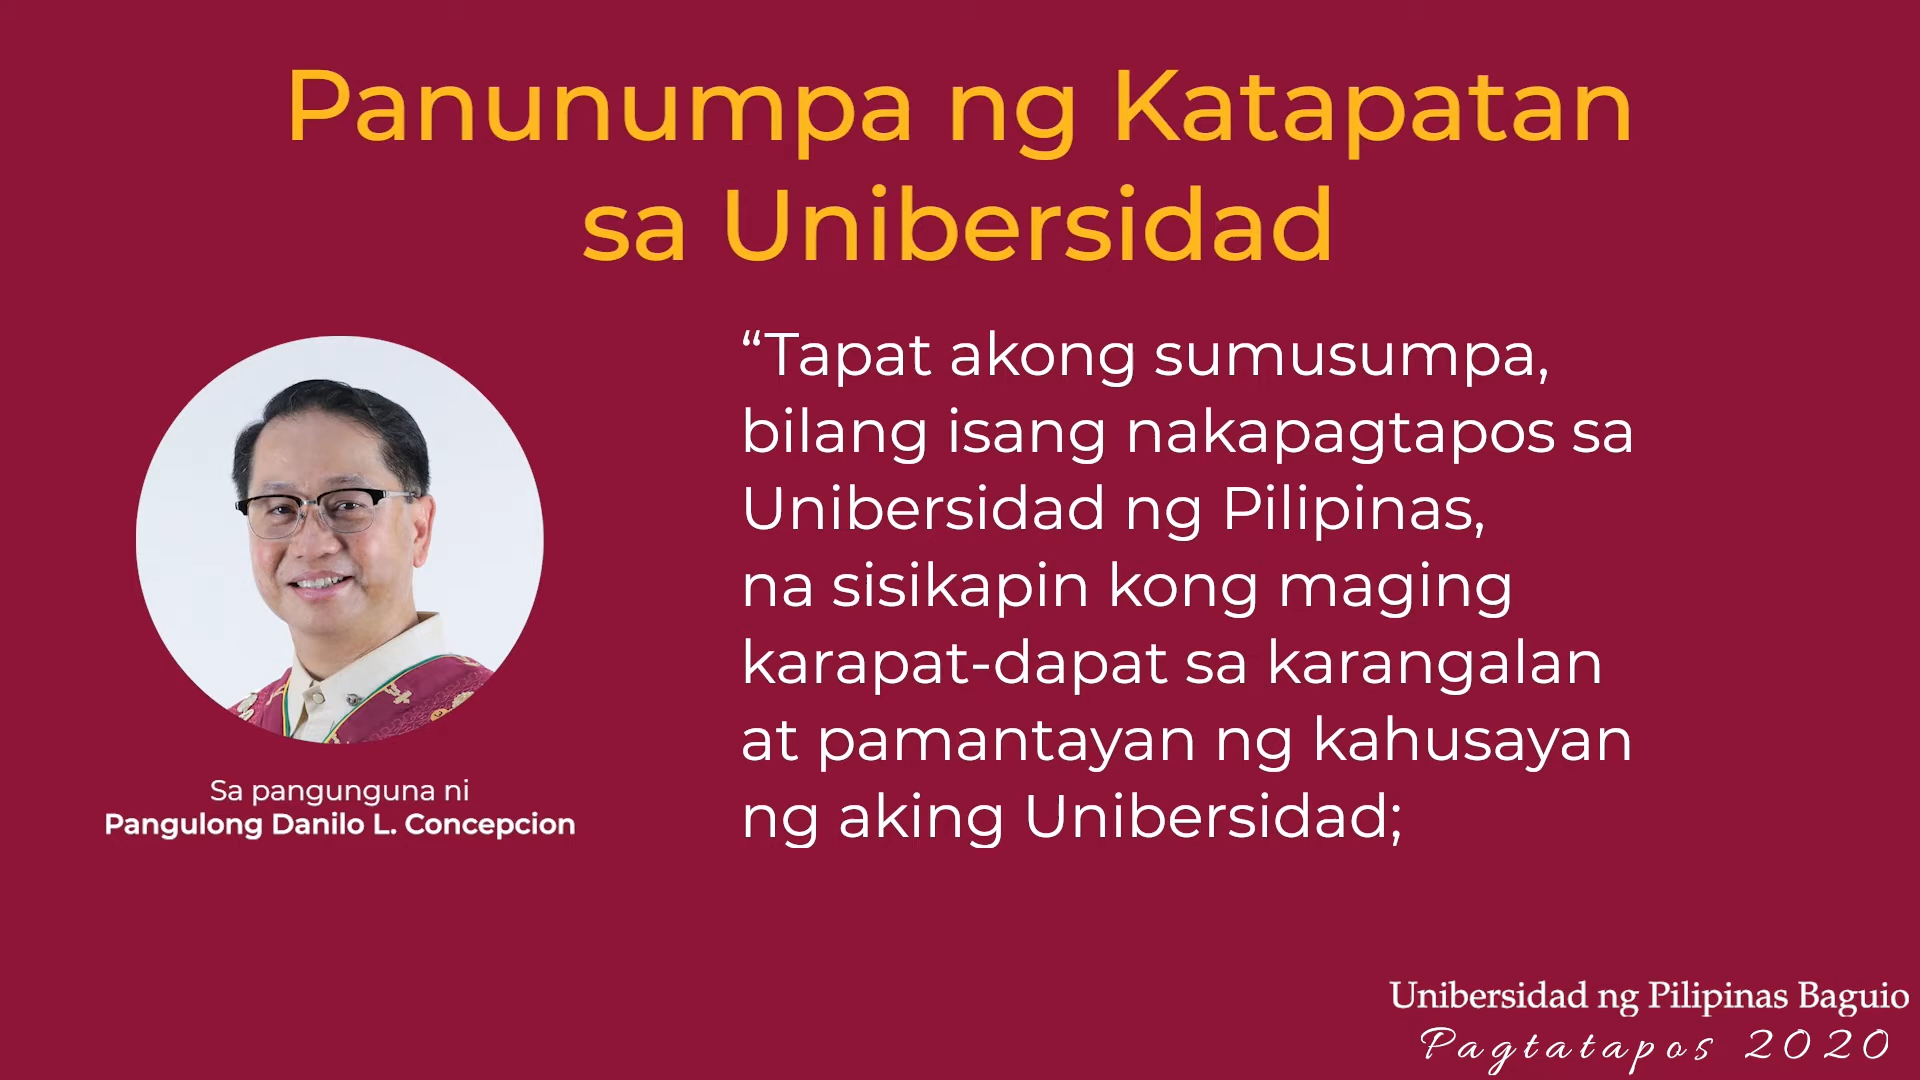 Panunumpa ng Katapatan
sa Unibersidad
“Tapat akong sumusumpa,
bilang isang nakapagtapos sa
Unibersidad ng Pilipinas,
na sisikapin kong maging
karapat-dapat sa karangalan
at pamantayan ng kahusayan
ng aking Unibersidad;
Sa pangunguna ni
Pangulong Danilo L. Concepcion
Unibersidad ng Pilipinas Baguio
Pagtatapos 2020